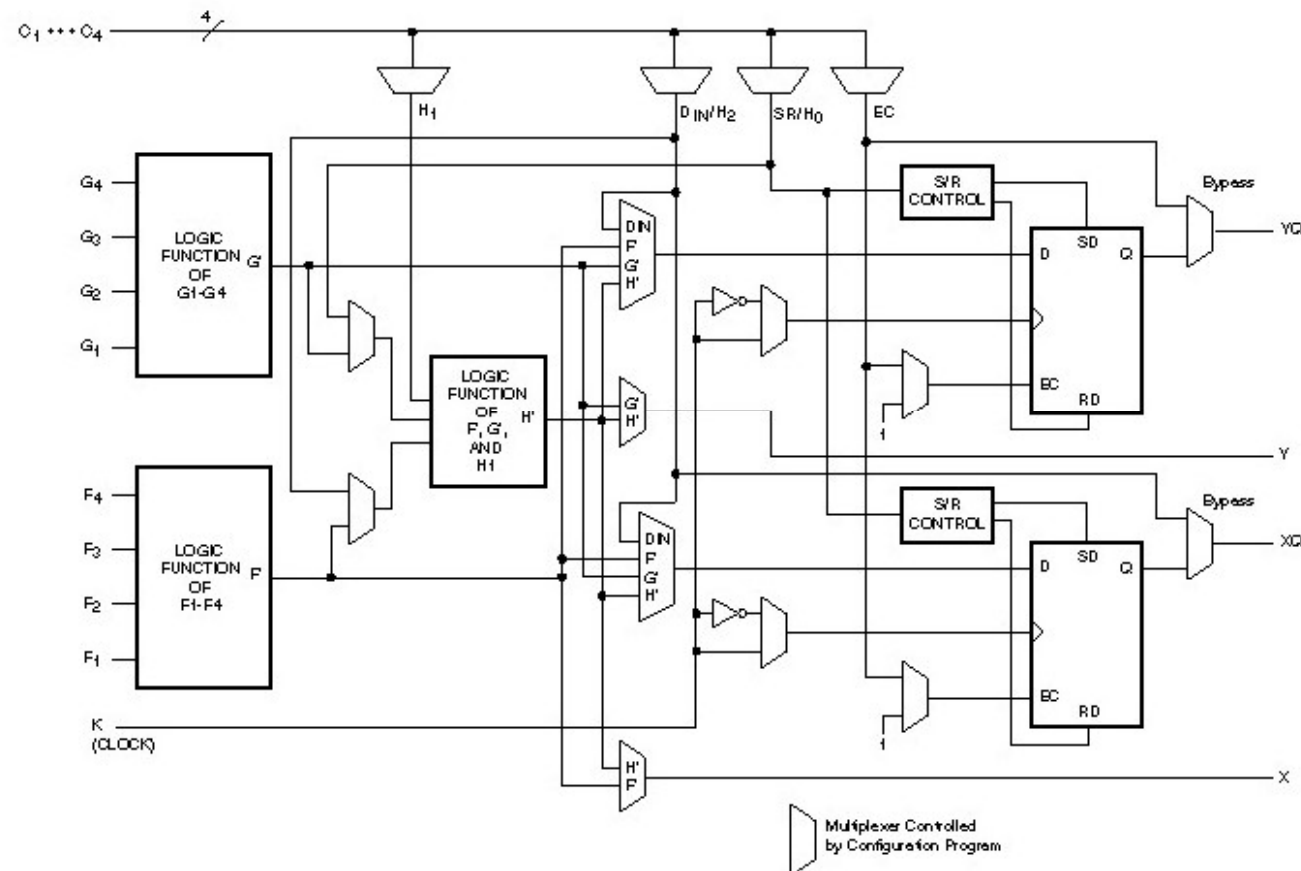 4
C1 ••• C4
H1
DIN/H2
SR/H0
EC
G4
G3
G2
G1
LOGIC
FUNCTION
OF
G1-G4
G'
S/R
CONTROL
Bypass
DIN
F'
G'
H'
D
SD
Q
YQ
EC
RD
1
LOGIC
FUNCTION
OF
F', G',
AND
H1
H'
G'
H'
Y
F4
F3
F2
F1
LOGIC
FUNCTION
OF
F1-F4
F'
S/R
CONTROL
Bypass
DIN
F'
G'
H'
D
SD
Q
XQ
EC
RD
1
K
(CLOCK)
H'
F'
X
Multiplexer Controlled
by Configuration Program